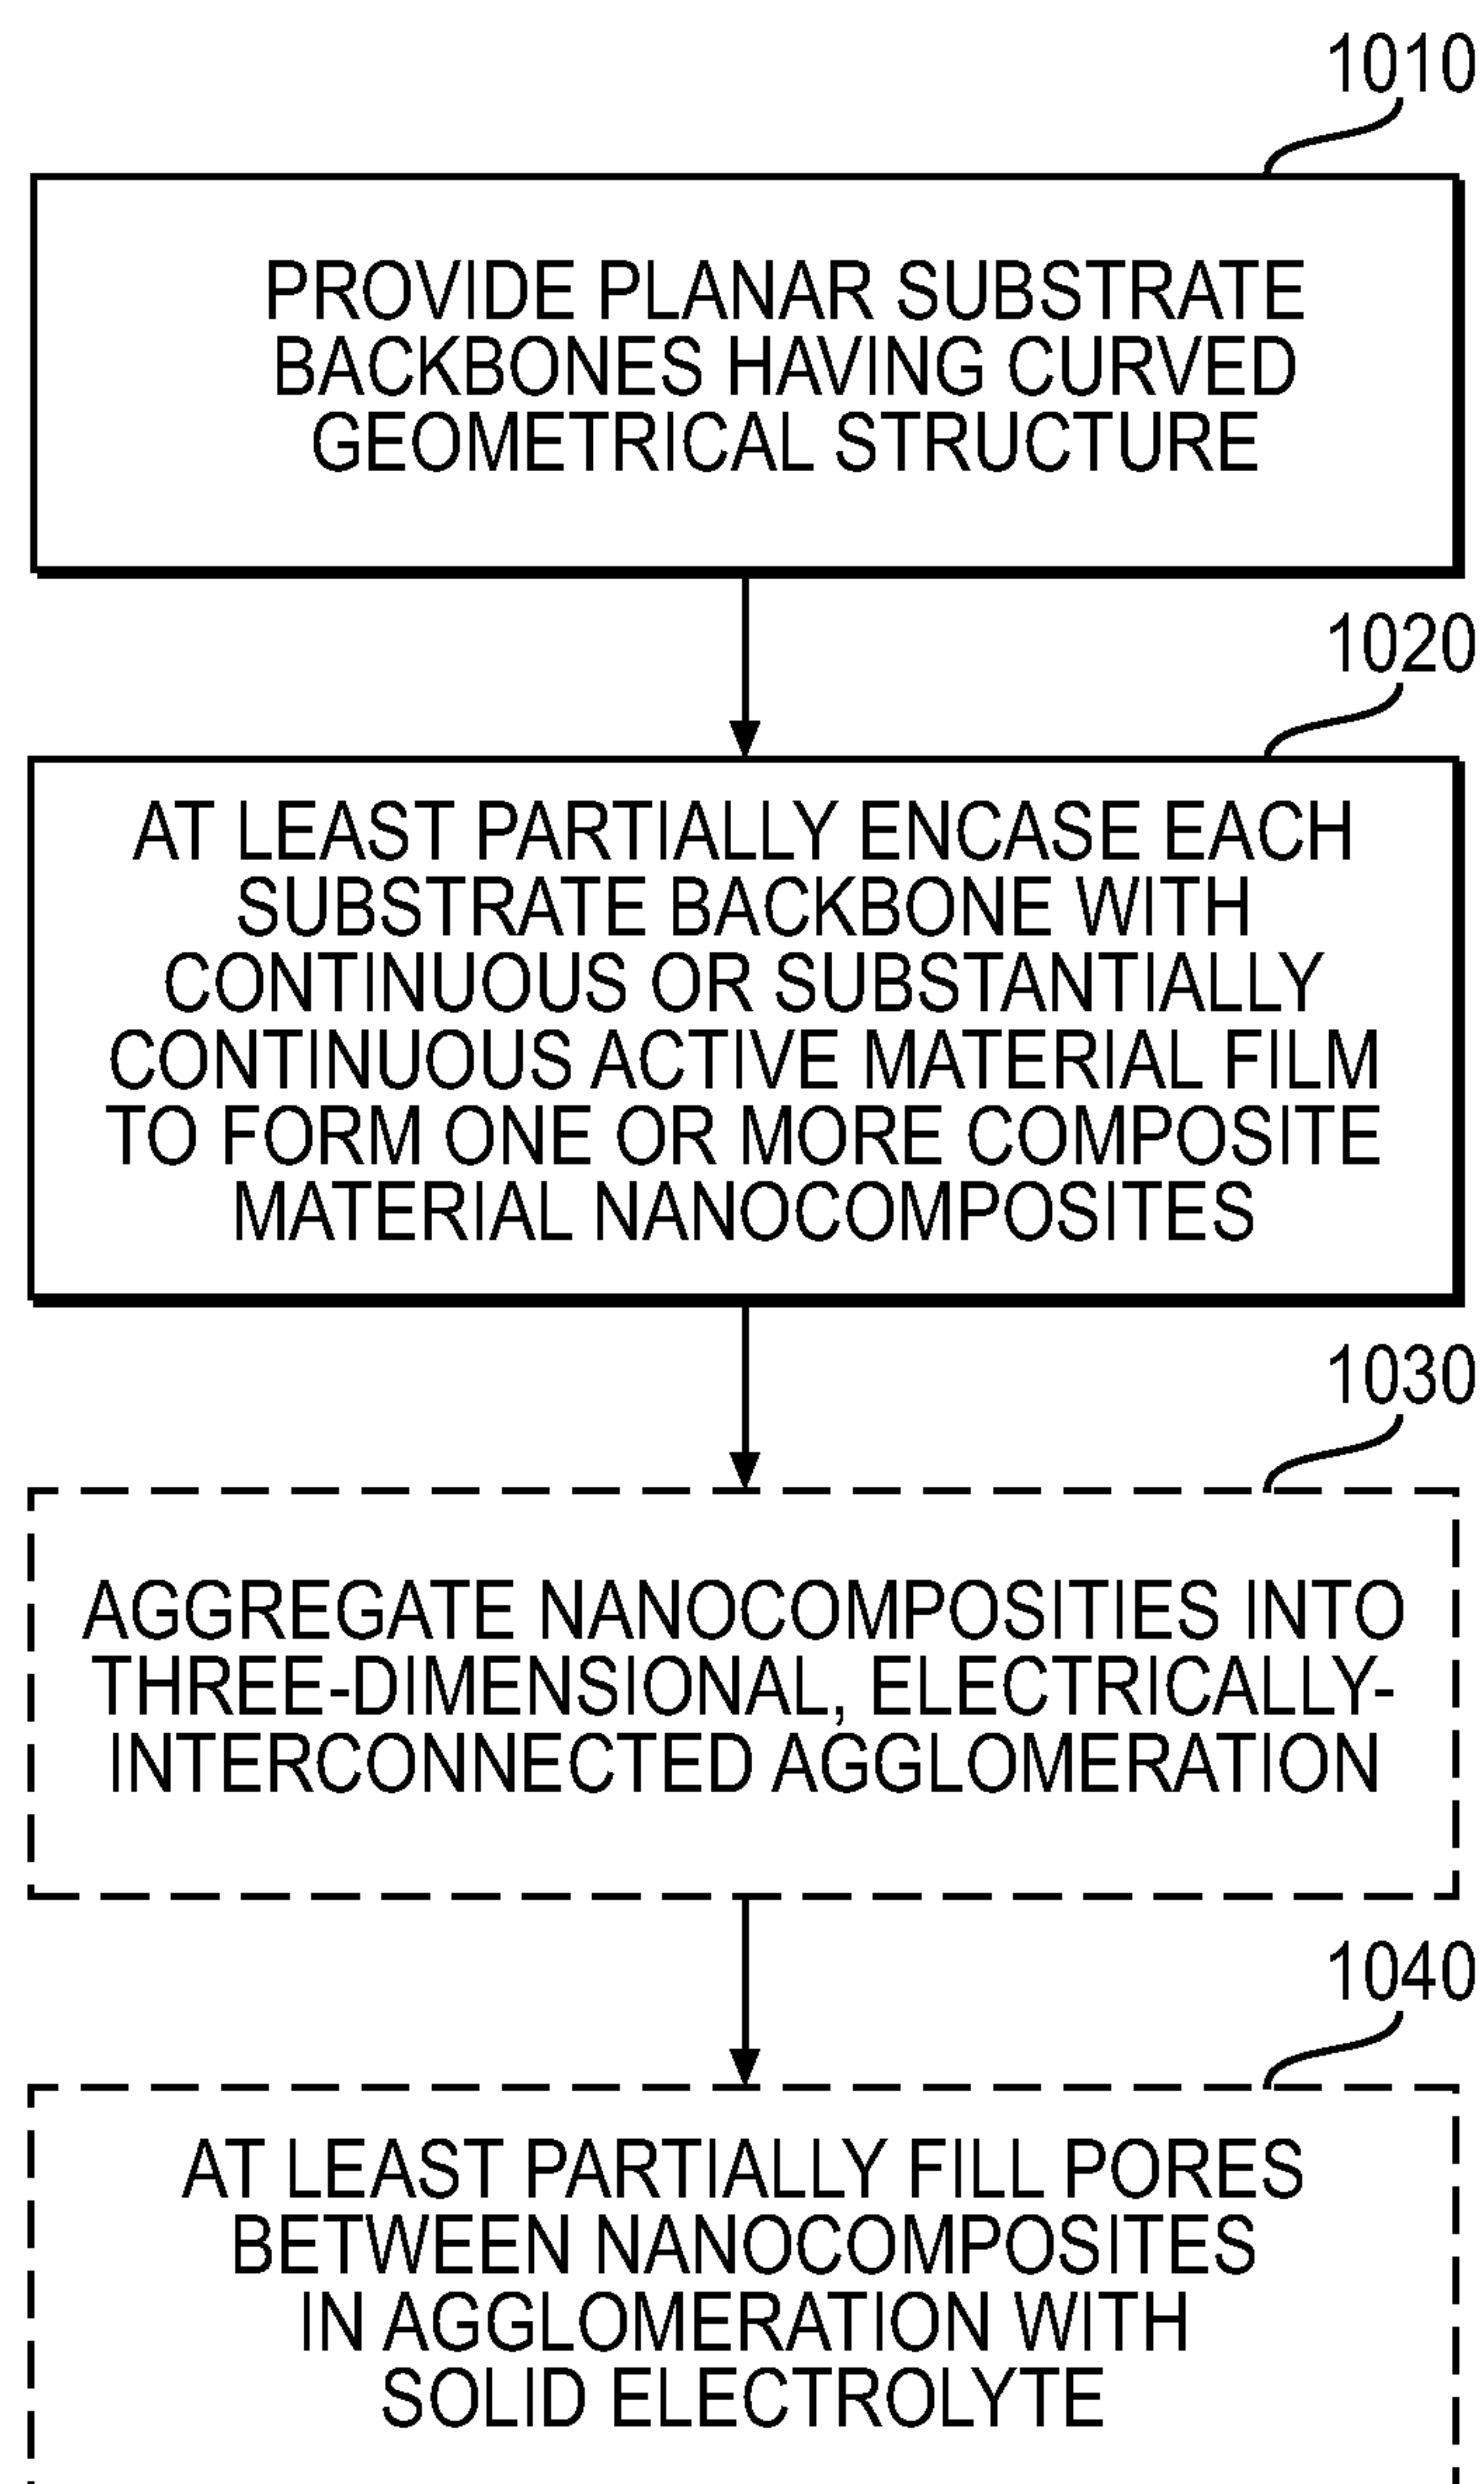 1010
PROVIDE PLANAR SUBSTRATE
BACKBONES HAVING CURVED
GEOMETRICAL STRUCTURE
1020
AT LEAST PARTIALLY ENCASE EACH
SUBSTRATE BACKBONE WITH
CONTINUOUS OR SUBSTANTIALLY
CONTINUOUS ACTIVE MATERIAL FILM
TO FORM ONE OR MORE COMPOSITE
MATERIAL NANOCOMPOSITES
1030
AGGREGATE NANOCOMPOSITIES INTO
THREE-DIMENSIONAL, ELECTRICALLY-
INTERCONNECTED AGGLOMERATION
1040
AT LEAST PARTIALLY FILL PORES
BETWEEN NANOCOMPOSITES
IN AGGLOMERATION WITH
SOLID ELECTROLYTE